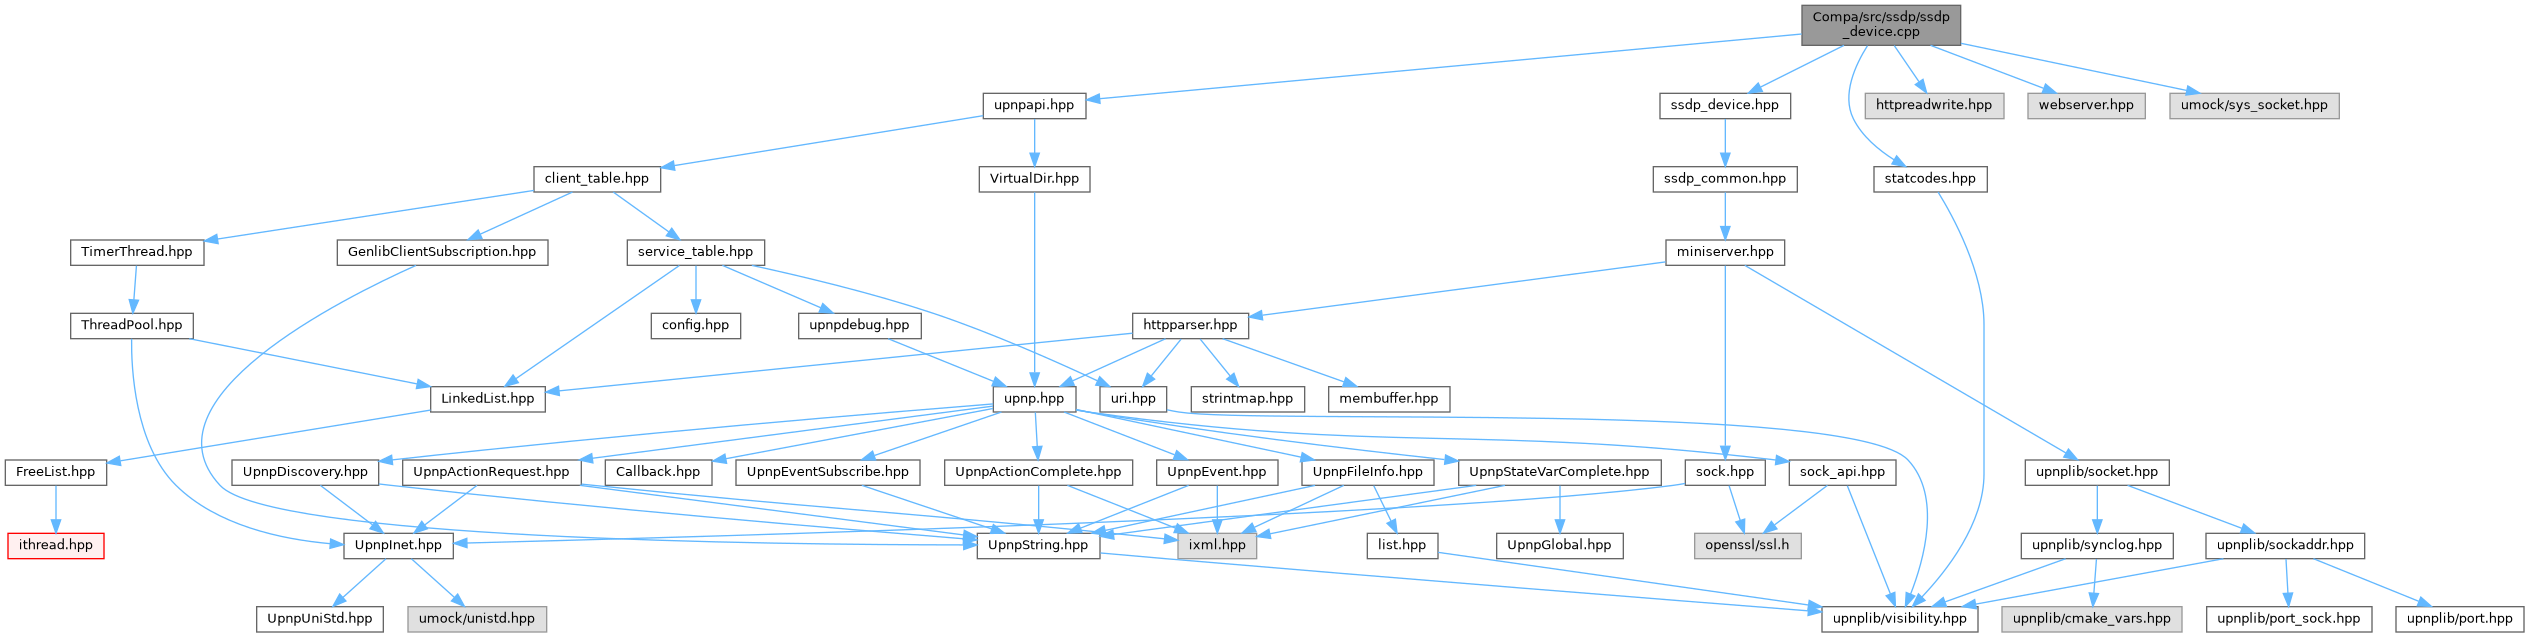 Compa/src/ssdp/ssdp
_device.cpp
upnpapi.hpp
ssdp_device.hpp
httpreadwrite.hpp
webserver.hpp
umock/sys_socket.hpp
client_table.hpp
VirtualDir.hpp
ssdp_common.hpp
statcodes.hpp
TimerThread.hpp
GenlibClientSubscription.hpp
service_table.hpp
miniserver.hpp
ThreadPool.hpp
config.hpp
upnpdebug.hpp
httpparser.hpp
LinkedList.hpp
upnp.hpp
uri.hpp
strintmap.hpp
membuffer.hpp
FreeList.hpp
UpnpDiscovery.hpp
UpnpActionRequest.hpp
Callback.hpp
UpnpEventSubscribe.hpp
UpnpActionComplete.hpp
UpnpEvent.hpp
UpnpFileInfo.hpp
UpnpStateVarComplete.hpp
sock.hpp
sock_api.hpp
upnplib/socket.hpp
ithread.hpp
UpnpInet.hpp
UpnpString.hpp
ixml.hpp
list.hpp
UpnpGlobal.hpp
openssl/ssl.h
upnplib/synclog.hpp
upnplib/sockaddr.hpp
UpnpUniStd.hpp
umock/unistd.hpp
upnplib/visibility.hpp
upnplib/cmake_vars.hpp
upnplib/port_sock.hpp
upnplib/port.hpp